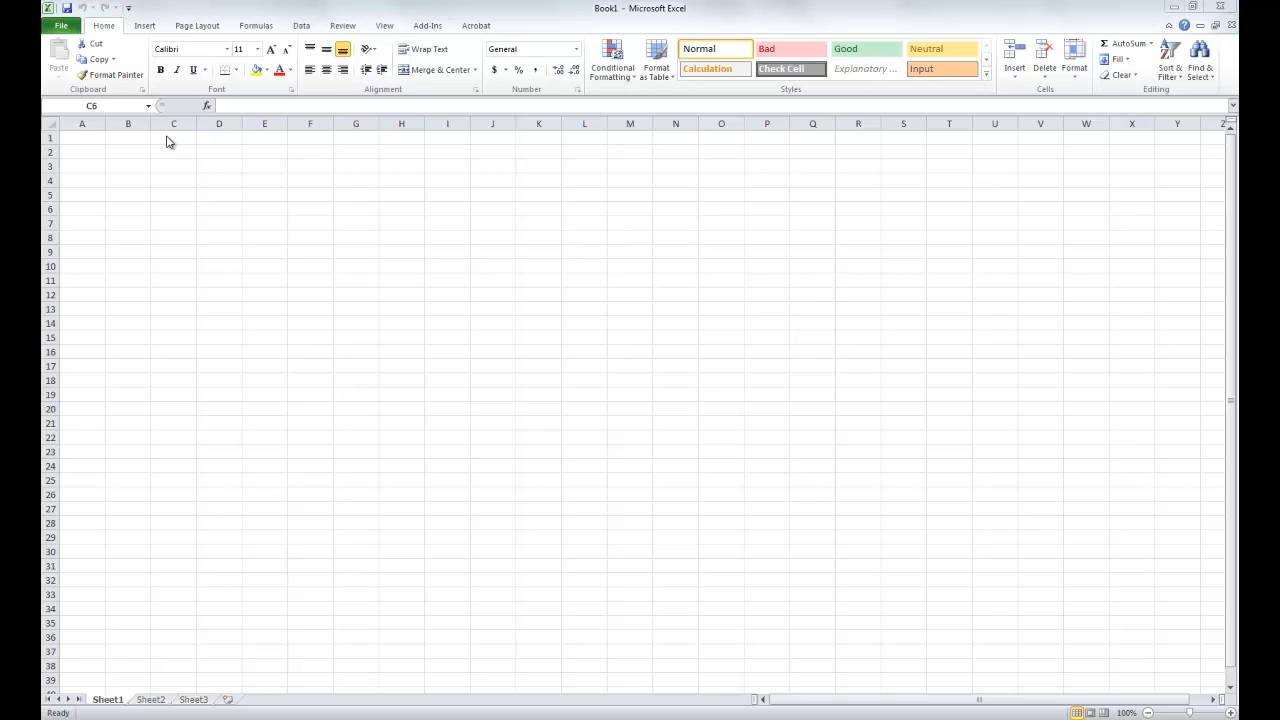 Book1 - Microsoft Excel
File Home Insert Page Layout Formulas Data Review View Add-Ins Acrobat
Paste
Cut
Copy
Format Painter
Clipboard
Calibri 11
B I U
Font
Wrap Text
Merge & Center
Alignment
General
$ % ,
Number
Conditional Formatting
Format as Table
Normal Bad Good Neutral
Calculation Check Cell Explanatory ... Input
Styles
Insert Delete Format
Cells
Σ AutoSum
Fill
Clear
Sort & Filter
Find & Select
Editing
C6 fx
A B C D E F G H I J L M N O P Q R S T U V W X Y Z
1
2
3
4
5
6
7
8
9
10
11
12
13
14
15
16
17
18
19
20
21
22
23
24
25
26
27
28
29
30
31
32
33
34
35
36
37
38
39
Sheet1 Sheet2 Sheet3
Ready 100%